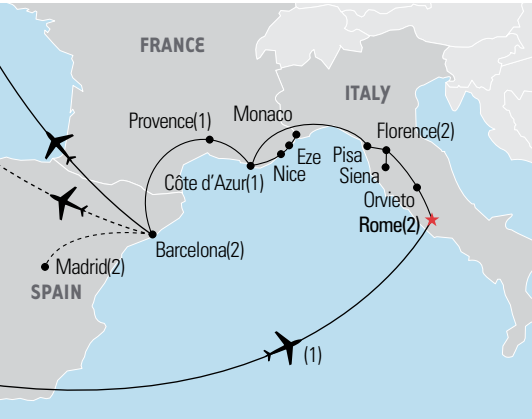 FRANCE
ITALY
Provence(1)
Monaco
Florence(2)
Pisa
Eze
Nice
Côte d'Azur(1)
Siena
Orvieto
Rome(2)
Barcelona(2)
Madrid(2)
SPAIN
(1)